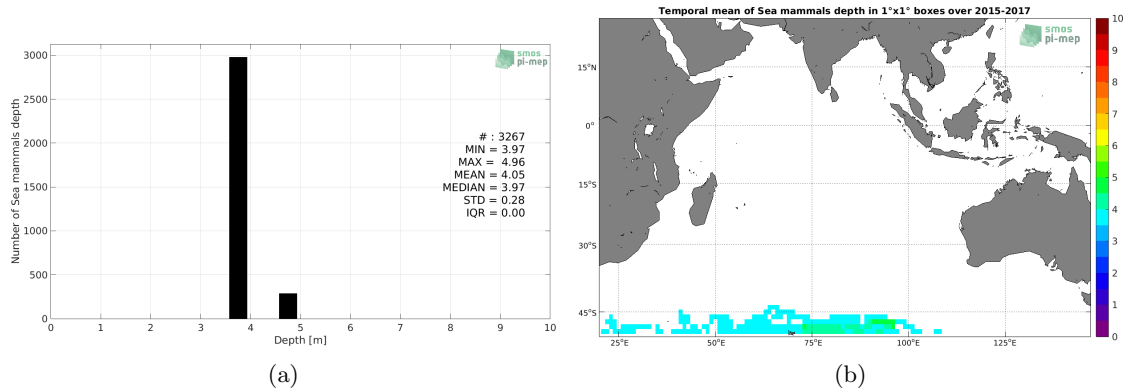 Temporal mean of Sea mammals depth in 1°x1° boxes over 2015-2017
Number of Sea mammals depth
3000
2500
2000
1500
1000
500
0
0 1 2 3 4 5 6 7 8 9 10
Depth [m]
smos
pi-mep
# : 3267
MIN = 3.97
MAX = 4.96
MEAN = 4.05
MEDIAN = 3.97
STD = 0.28
IQR = 0.00
(a)
smos
pi-mep
15°N
0°
15°S
30°S
45°S
25°E 50°E 75°E 100°E 125°E
10
9
8
7
6
5
4
3
2
1
0
(b)